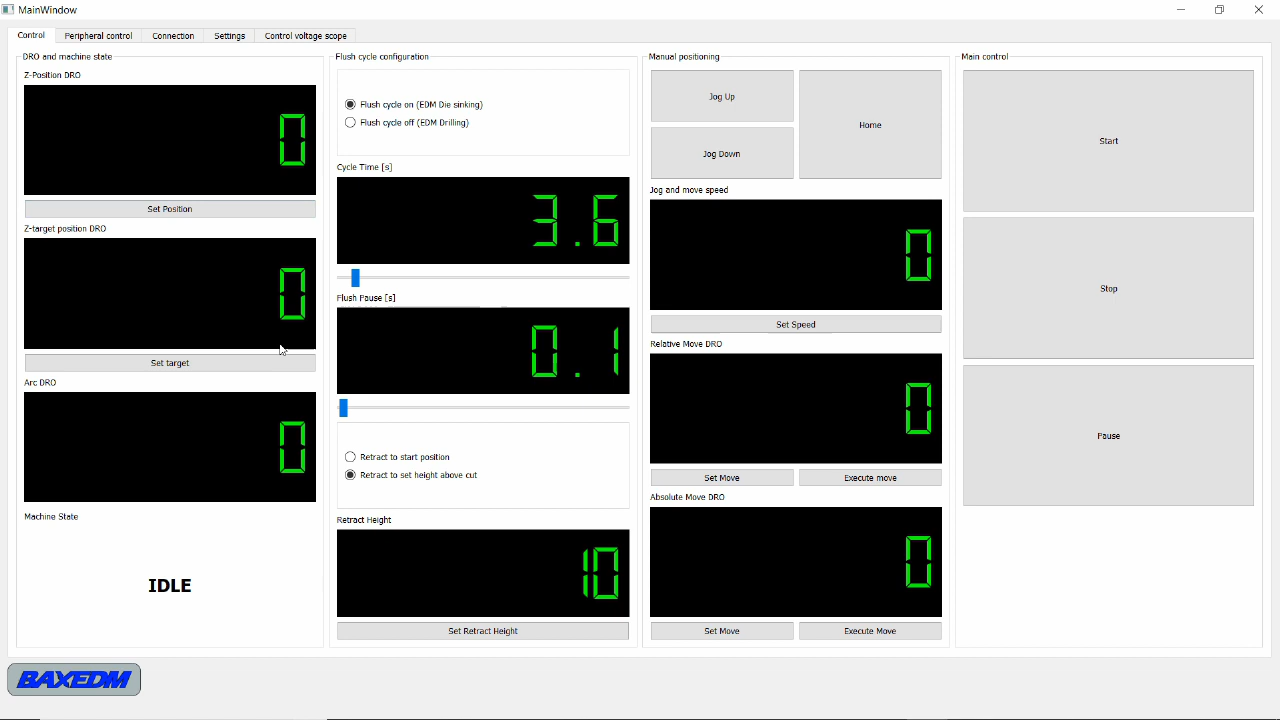 MainWindow
Control
Peripheral control
Connection
Settings
Control voltage scope
DRO and machine state
Z-Position DRO
0
Set Position
Z-target position DRO
0
Set target
Arc DRO
0
Machine State
IDLE
Flush cycle configuration
Flush cycle on (EDM Die sinking)
Flush cycle off (EDM Drilling)
Cycle Time [s]
3.6
Flush Pause [s]
0.1
Retract to start position
Retract to set height above cut
Retract Height
10
Set Retract Height
Manual positioning
Jog Up
Jog Down
Home
Jog and move speed
0
Set Speed
Relative Move DRO
0
Set Move
Execute move
Absolute Move DRO
0
Set Move
Execute Move
Main control
Start
Stop
Pause
BAXEDM